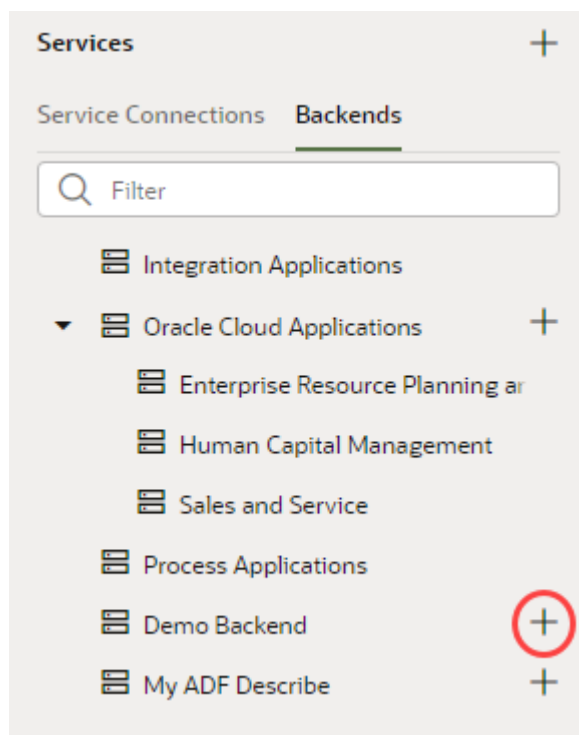 Services
Service Connections Backends
Filter
Integration Applications
Oracle Cloud Applications
Enterprise Resource Planning
Human Capital Management
Sales and Service
Process Applications
Demo Backend
My ADF Describe